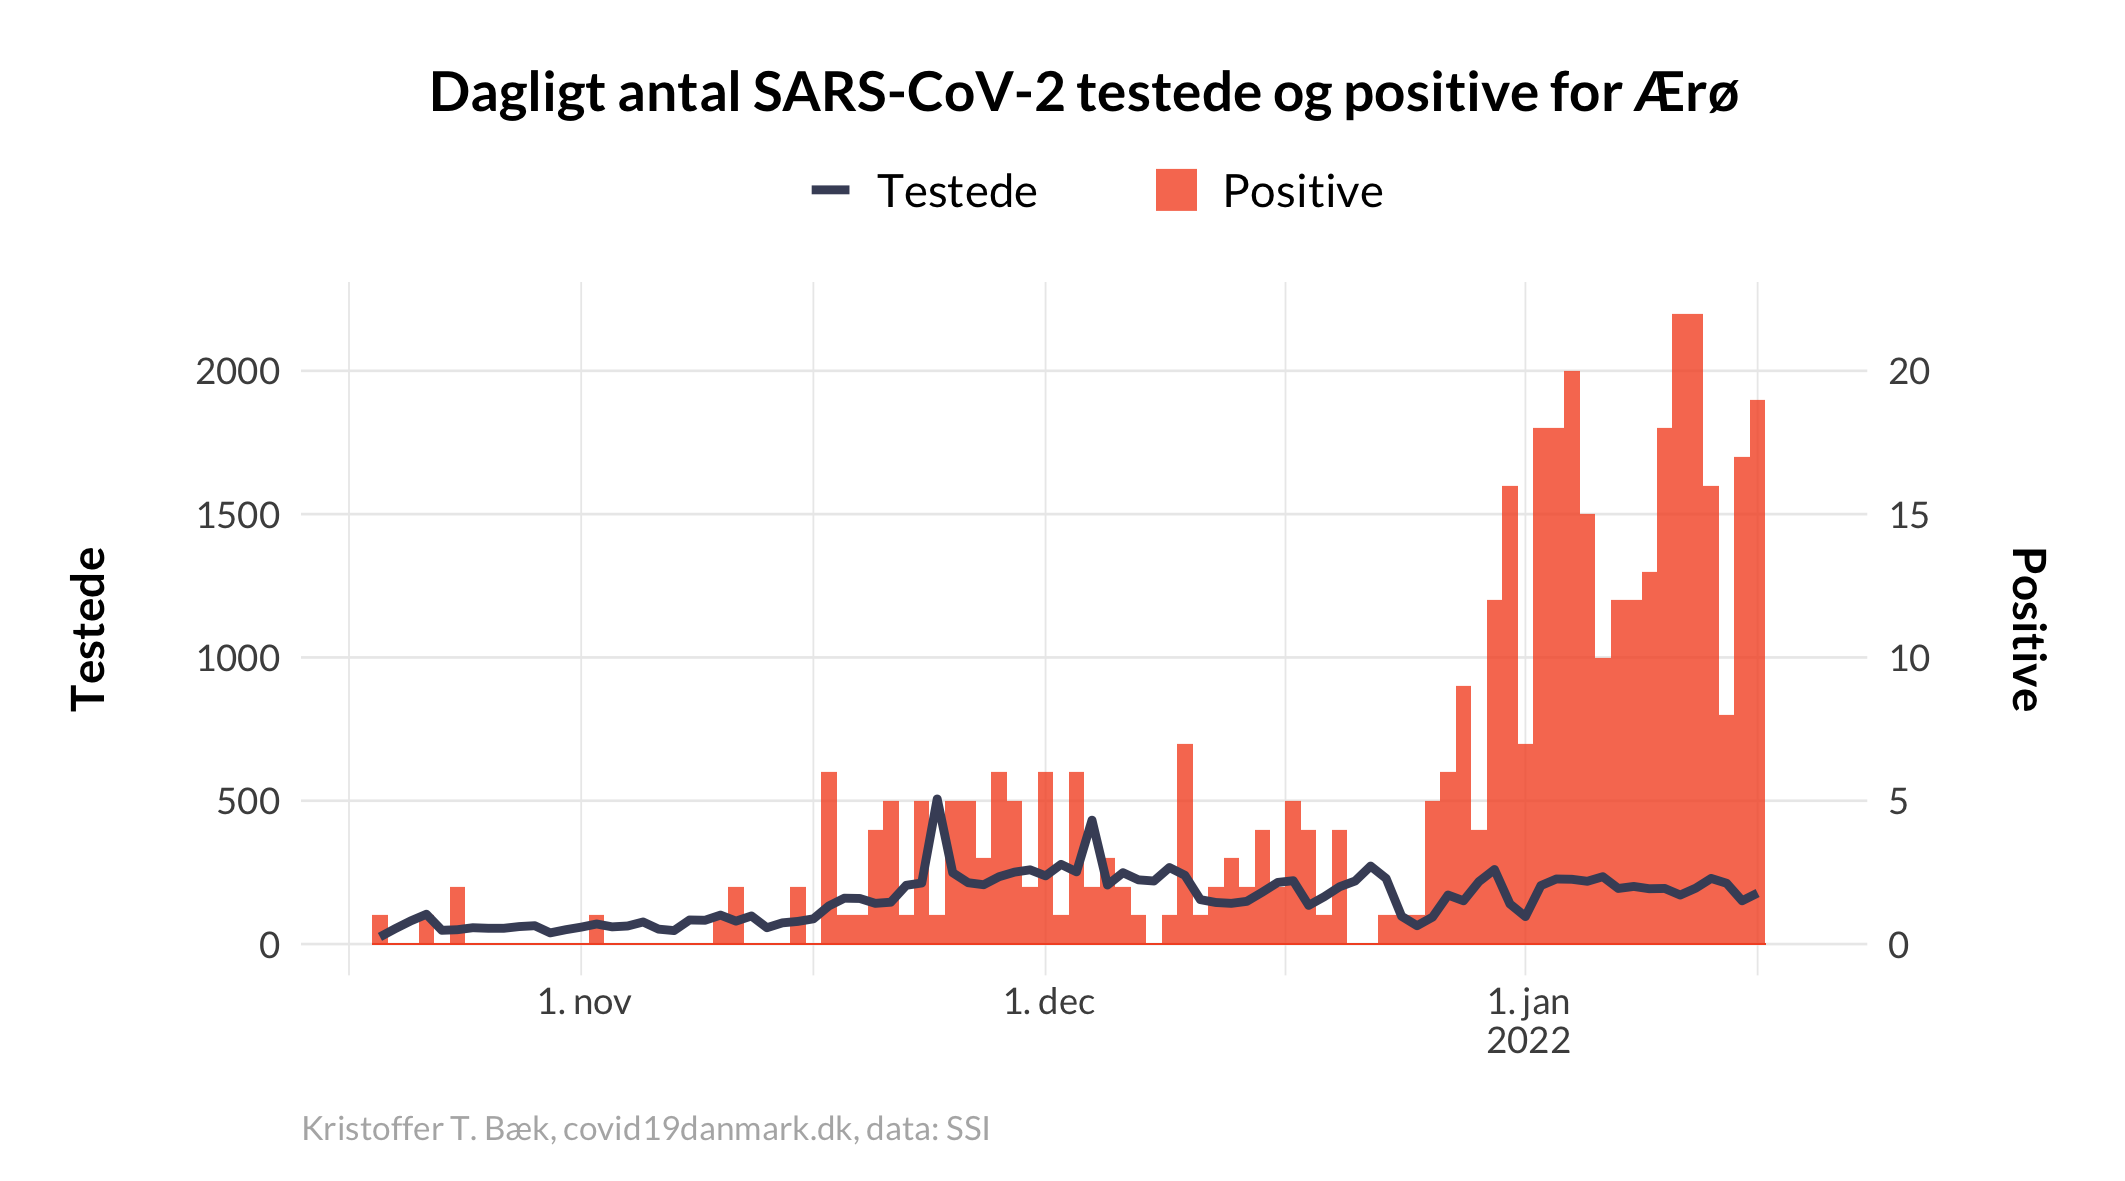 Dagligt antal SARS-CoV-2 testede og positive for Ærø
Testede
Positive
Testede
2000
1500
1000
500
0
20
15
10
5
0
Positive
1. nov
1. dec
1. jan
2022
Kristoffer T. Bæk, covid19danmark.dk, data: SSI